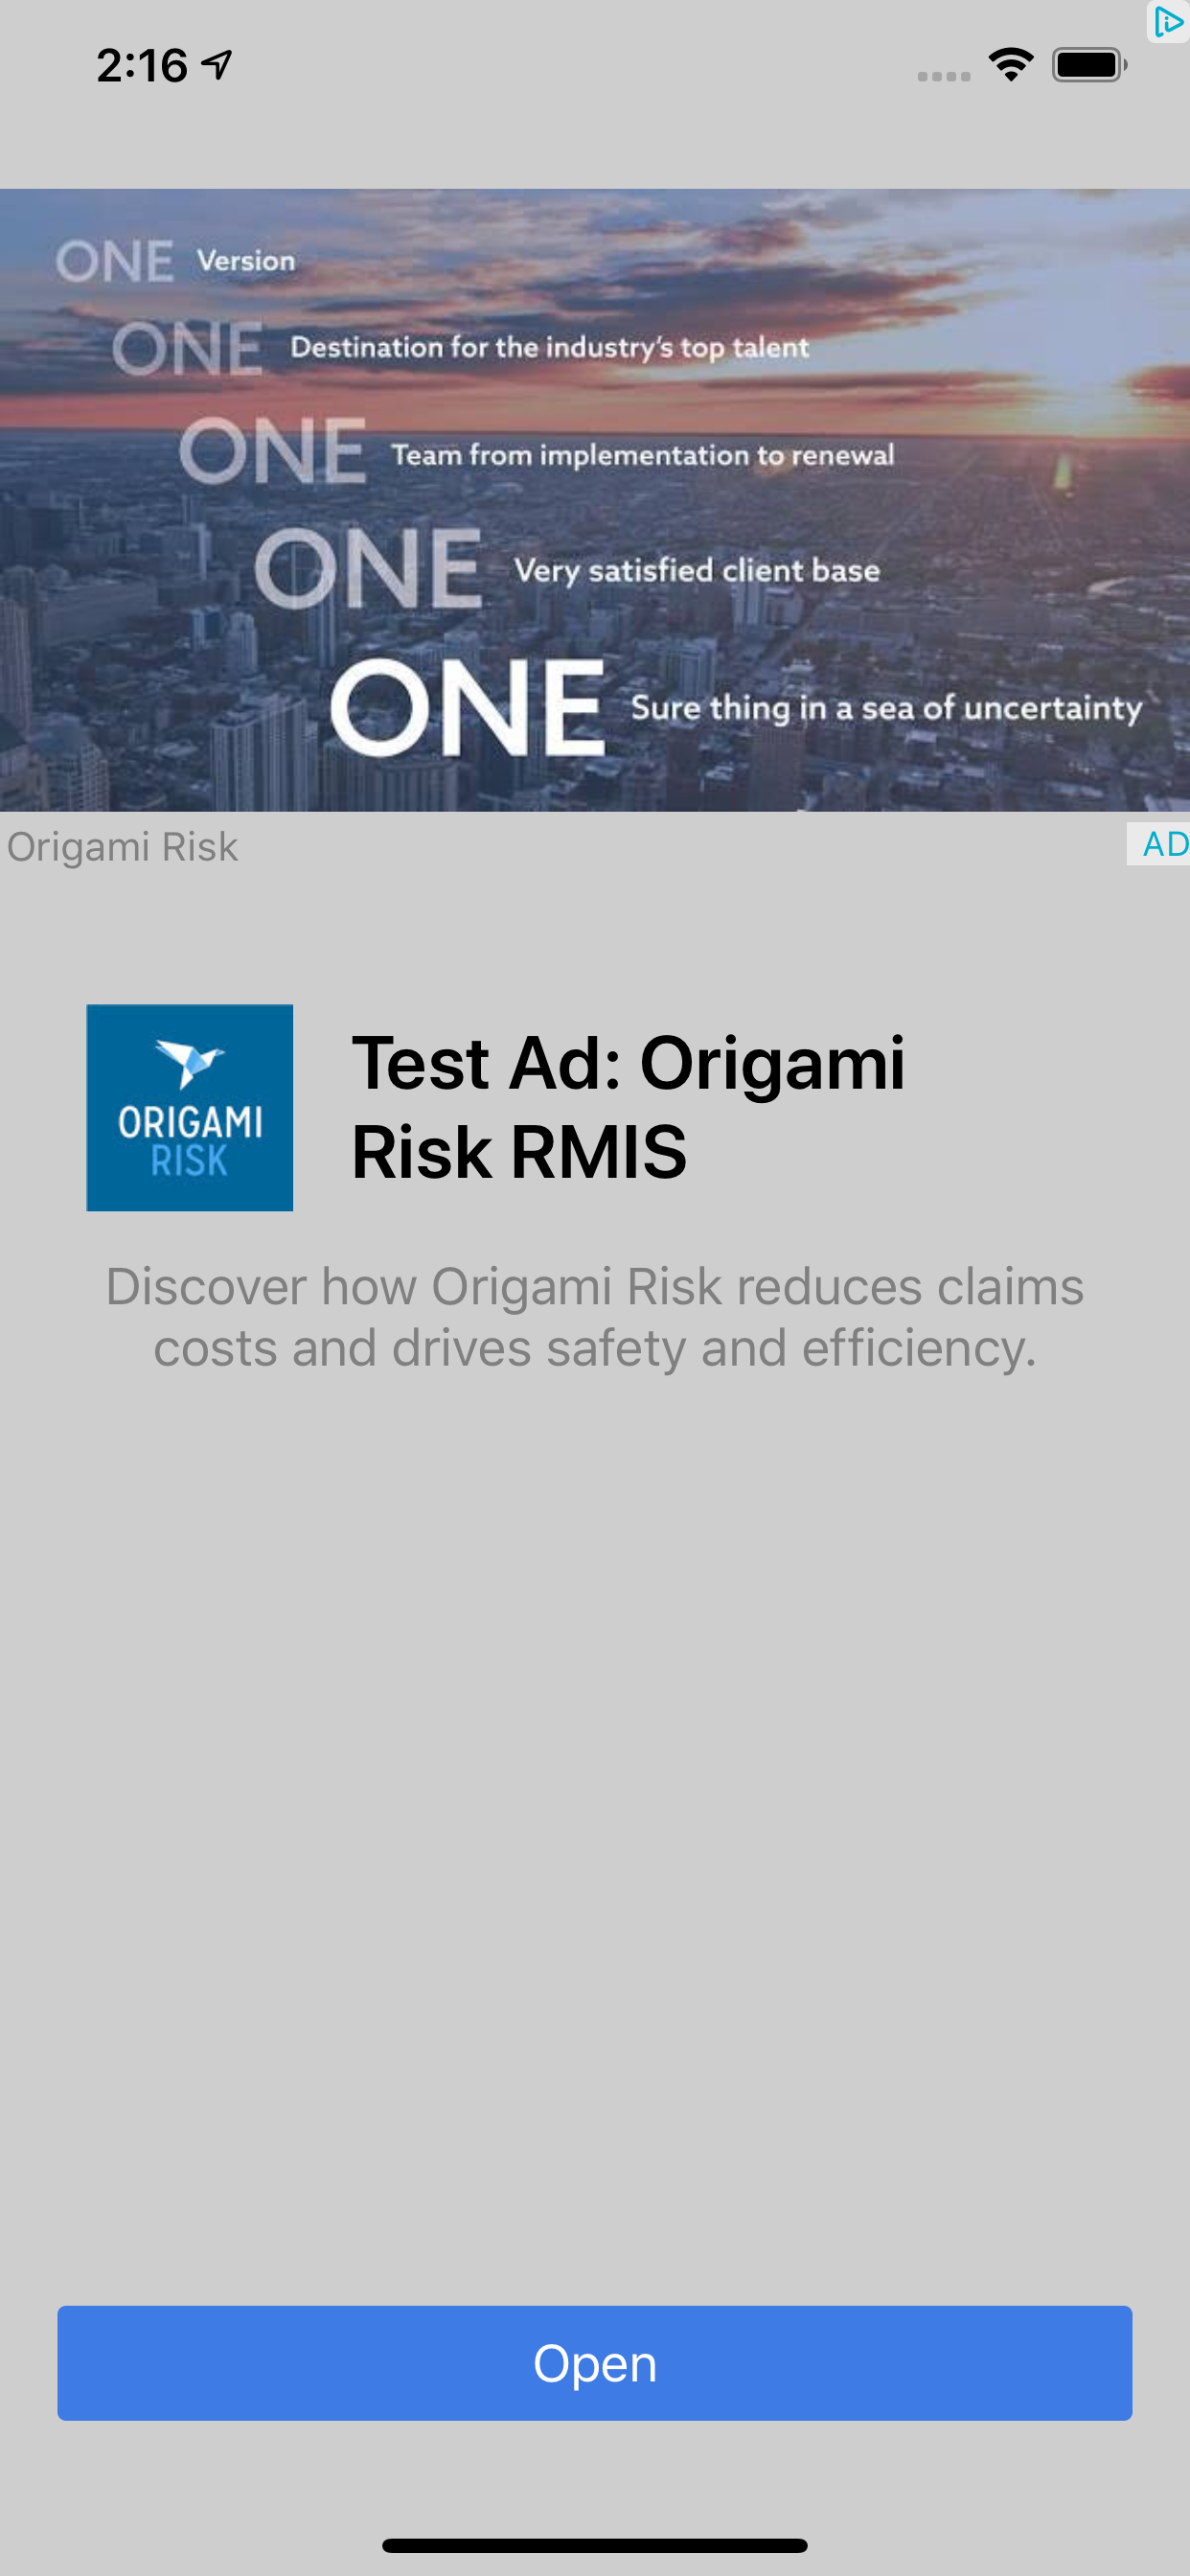 2:16
ONE Version
ONE Destination for the industry's top talent
ONE Team from implementation to renewal
ONE Very satisfied client base
ONE Sure thing in a sea of uncertainty
Origami Risk
AD
ORIGAMI
RISK
Test Ad: Origami
Risk RMIS
Discover how Origami Risk reduces claims
costs and drives safety and efficiency.
Open